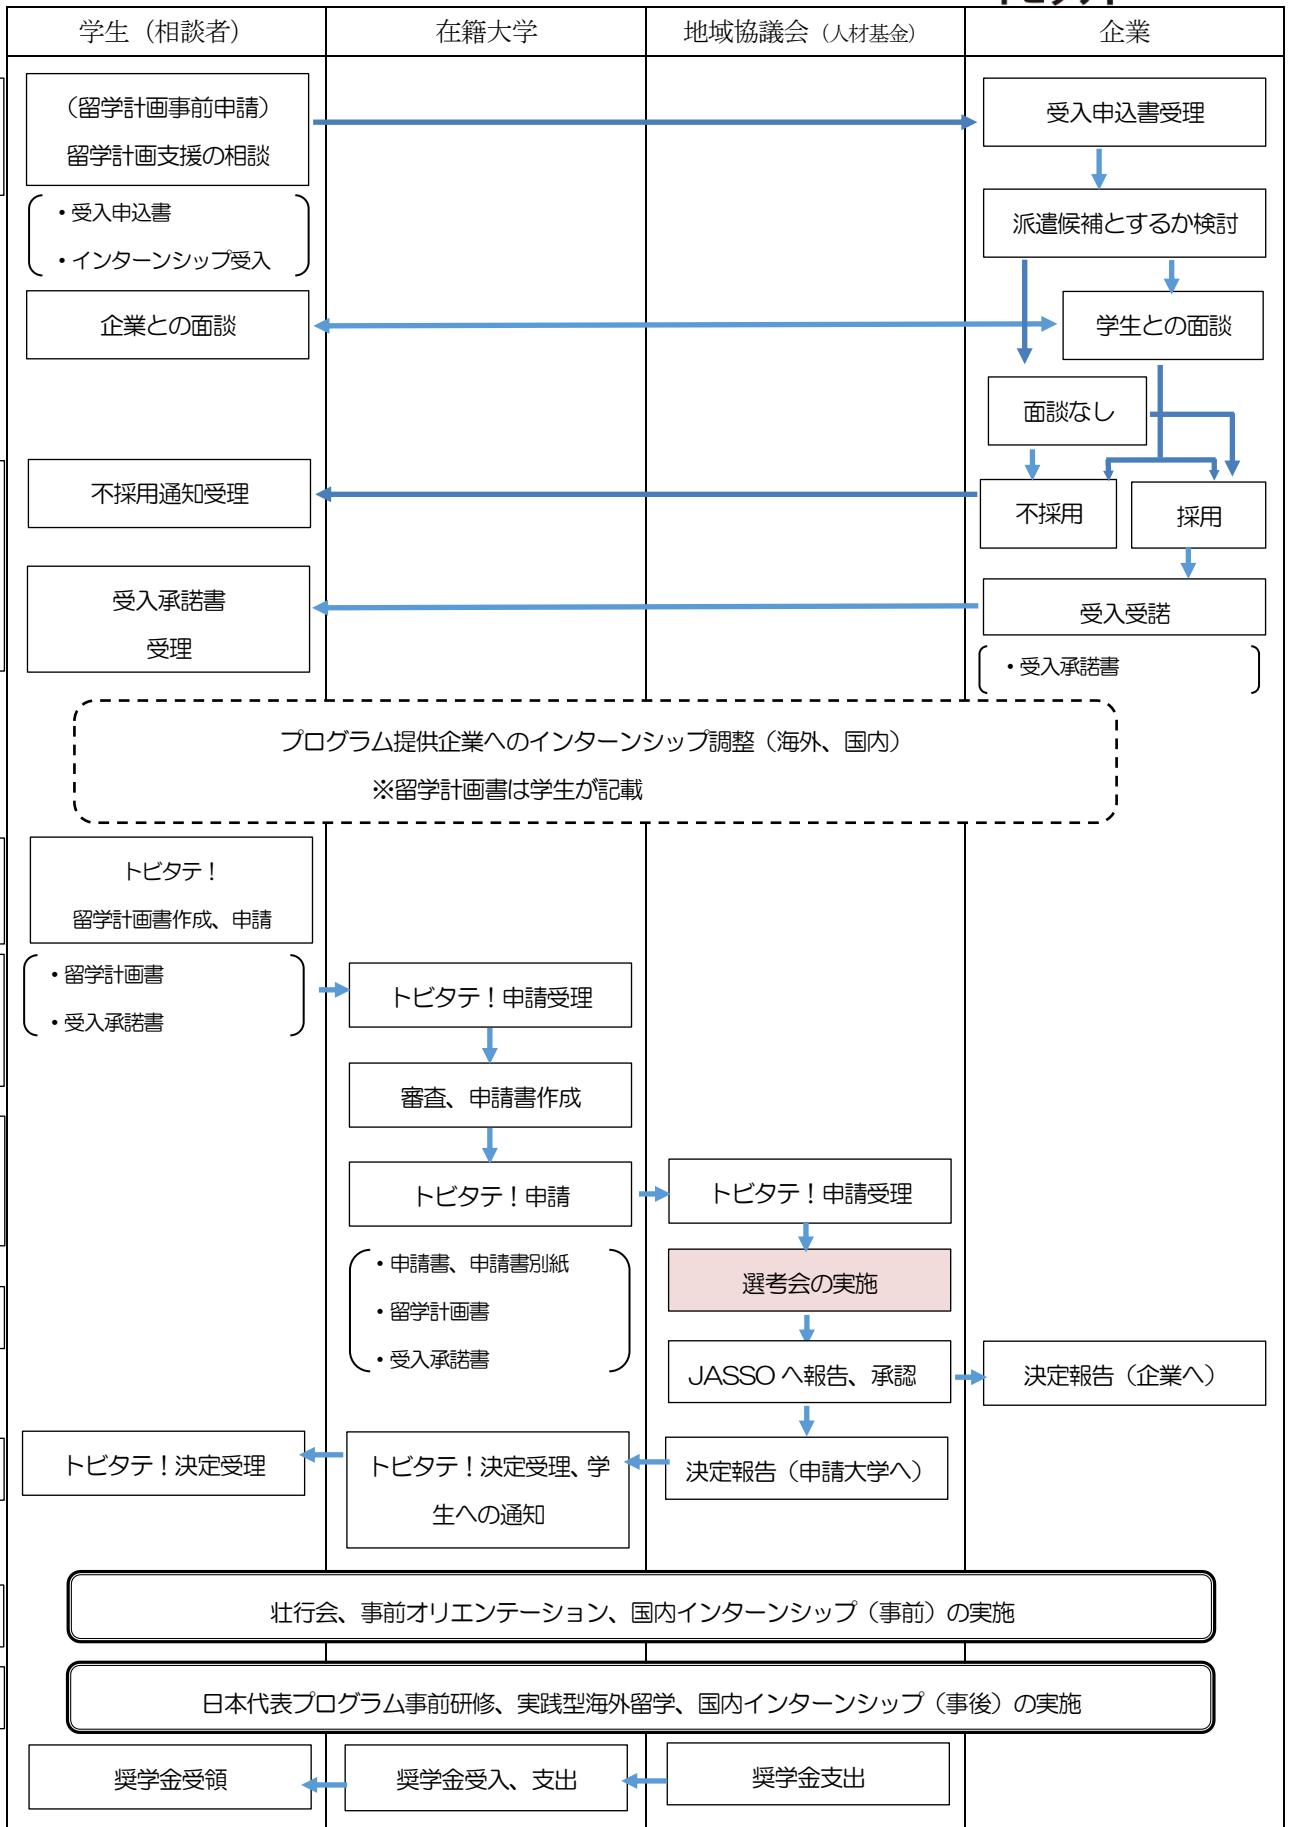 学生（相談者）
在籍大学
地域協議会（人材基金）
企業
（留学計画事前申請）
留学計画支援の相談
受入申込書受理
・受入申込書
・インターンシップ受入
派遣候補とするか検討
企業との面談
学生との面談
面談なし
不採用通知受理
不採用
採用
受入承諾書
受理
受入受諾
・受入承諾書
プログラム提供企業へのインターンシップ調整（海外、国内）
※留学計画書は学生が記載
トビタテ！
留学計画書作成、申請
・留学計画書
・受入承諾書
トビタテ！申請受理
審査、申請書作成
トビタテ！申請
トビタテ！申請受理
・申請書、申請書別紙
・留学計画書
・受入承諾書
選考会の実施
JASSO へ報告、承認
決定報告（企業へ）
トビタテ！決定受理
トビタテ！決定受理、学
生への通知
決定報告（申請大学へ）
壮行会、事前オリエンテーション、国内インターンシップ（事前）の実施
日本代表プログラム事前研修、実践型海外留学、国内インターンシップ（事後）の実施
奨学金受領
奨学金受入、支出
奨学金支出